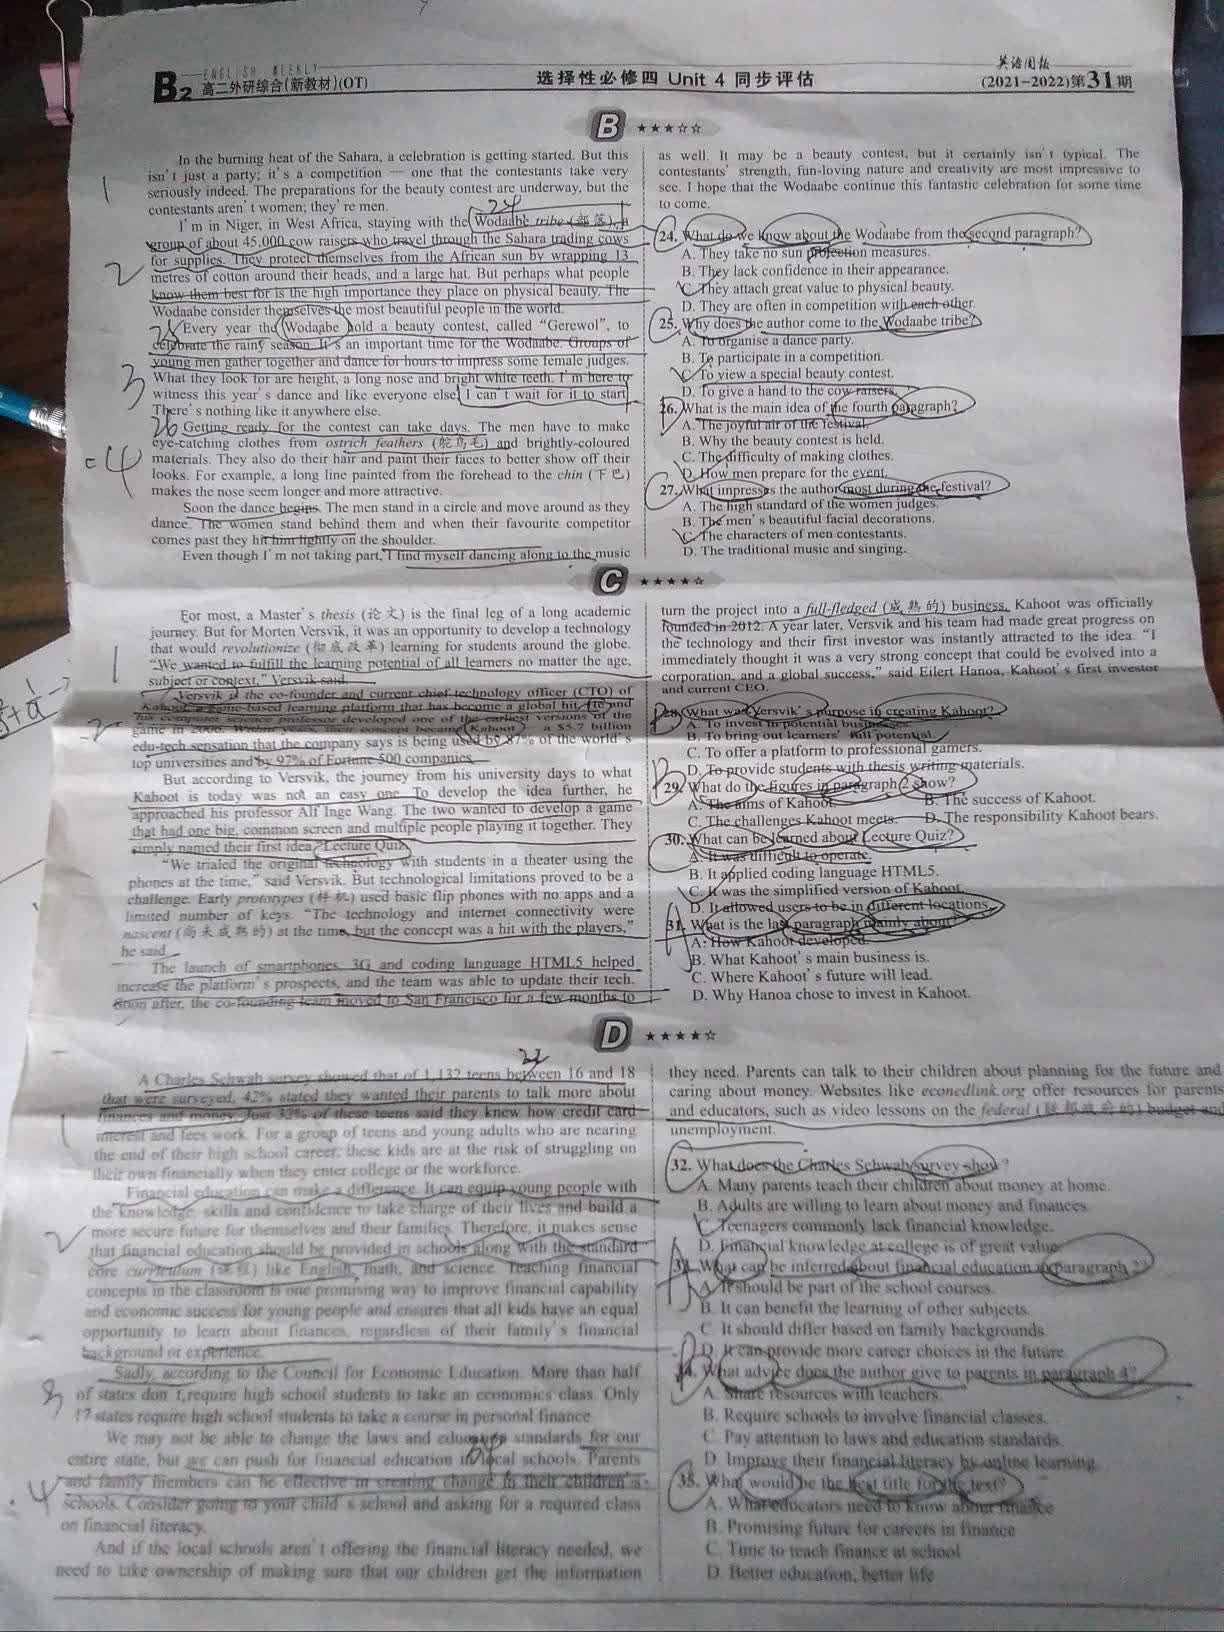 ENGLISH WEEKLY
B2 高二外研综合(新教材)(OT)
选择性必修四 Unit 4 同步评估
英语周报
(2021-2022)第31期
B ★★★☆☆
1
In the burning heat of the Sahara, a celebration is getting started. But this
isn't just a party; it's a competition — one that the contestants take very
seriously indeed. The preparations for the beauty contest are underway, but the
contestants aren't women; they're men.
24
I'm in Niger, in West Africa, staying with the Wodaabe tribe (部落), a
group of about 45,000 cow raisers who travel through the Sahara trading cows
2
for supplies. They protect themselves from the African sun by wrapping 13
metres of cotton around their heads, and a large hat. But perhaps what people
know them best for is the high importance they place on physical beauty. The
Wodaabe consider themselves the most beautiful people in the world.
25
Every year the Wodaabe hold a beauty contest, called "Gerewol", to
celebrate the rainy season. It's an important time for the Wodaabe. Groups of
young men gather together and dance for hours to impress some female judges.
3
What they look for are height, a long nose and bright white teeth. I'm here to
witness this year's dance and like everyone else, I can't wait for it to start.
There's nothing like it anywhere else.
26
Getting ready for the contest can take days. The men have to make
eye-catching clothes from ostrich feathers (鸵鸟毛) and brightly-coloured
4
materials. They also do their hair and paint their faces to better show off their
looks. For example, a long line painted from the forehead to the chin (下巴)
makes the nose seem longer and more attractive.
Soon the dance begins. The men stand in a circle and move around as they
dance. The women stand behind them and when their favourite competitor
comes past they hit him lightly on the shoulder.
Even though I'm not taking part, I find myself dancing along to the music
as well. It may be a beauty contest, but it certainly isn't typical. The
contestants' strength, fun-loving nature and creativity are most impressive to
see. I hope that the Wodaabe continue this fantastic celebration for some time
to come.
24. What do we know about the Wodaabe from the second paragraph?
A. They take no sun protection measures.
B. They lack confidence in their appearance.
C. They attach great value to physical beauty.
D. They are often in competition with each other.
25. Why does the author come to the Wodaabe tribe?
A. To organise a dance party.
B. To participate in a competition.
C. To view a special beauty contest.
D. To give a hand to the cow raisers.
26. What is the main idea of the fourth paragraph?
A. The joyful air of the festival.
B. Why the beauty contest is held.
C. The difficulty of making clothes.
D. How men prepare for the event.
27. What impresses the author most during the festival?
A. The high standard of the women judges.
B. The men's beautiful facial decorations.
C. The characters of men contestants.
D. The traditional music and singing.
C ★★★★☆
For most, a Master's thesis (论文) is the final leg of a long academic
journey. But for Morten Versvik, it was an opportunity to develop a technology
that would revolutionize (彻底改革) learning for students around the globe.
1
"We wanted to fulfill the learning potential of all learners no matter the age,
subject or context," Versvik said.
Versvik is the co-founder and current chief technology officer (CTO) of
Kahoot, a game-based learning platform that has become a global hit. He and
his computer science professor developed one of the earliest versions of the
2
game in 2006. Within years, their concept became Kahoot — a $5.7 billion
edu-tech sensation that the company says is being used by 87% of the world's
top universities and by 97% of Fortune 500 companies.
But according to Versvik, the journey from his university days to what
Kahoot is today was not an easy one. To develop the idea further, he
approached his professor Alf Inge Wang. The two wanted to develop a game
that had one big, common screen and multiple people playing it together. They
simply named their first idea, Lecture Quiz.
"We trialed the original technology with students in a theater using the
phones at the time," said Versvik. But technological limitations proved to be a
challenge. Early prototypes (样机) used basic flip phones with no apps and a
limited number of keys. "The technology and internet connectivity were
nascent (尚未成熟的) at the time, but the concept was a hit with the players,"
he said.
The launch of smartphones, 3G and coding language HTML5 helped
increase the platform's prospects, and the team was able to update their tech.
Soon after, the co-founding team moved to San Francisco for a few months to
turn the project into a full-fledged (成熟的) business. Kahoot was officially
founded in 2012. A year later, Versvik and his team had made great progress on
the technology and their first investor was instantly attracted to the idea. "I
immediately thought it was a very strong concept that could be evolved into a
corporation, and a global success," said Eilert Hanoa, Kahoot's first investor
and current CEO.
28. What was Versvik's purpose in creating Kahoot?
A. To invest in potential businesses.
B. To bring out learners' full potential.
C. To offer a platform to professional gamers.
D. To provide students with thesis writing materials.
29. What do the figures in paragraph 2 show?
A. The aims of Kahoot. B. The success of Kahoot.
C. The challenges Kahoot meets. D. The responsibility Kahoot bears.
30. What can be learned about Lecture Quiz?
A. It was difficult to operate.
B. It applied coding language HTML5.
C. It was the simplified version of Kahoot.
D. It allowed users to be in different locations.
31. What is the last paragraph mainly about?
A. How Kahoot developed.
B. What Kahoot's main business is.
C. Where Kahoot's future will lead.
D. Why Hanoa chose to invest in Kahoot.
D ★★★★☆
A Charles Schwab survey showed that of 1,132 teens between 16 and 18
that were surveyed, 42% stated they wanted their parents to talk more about
finances and money. Just 32% of these teens said they knew how credit card
1
interest and fees work. For a group of teens and young adults who are nearing
the end of their high school career, these kids are at the risk of struggling on
their own financially when they enter college or the workforce.
Financial education can make a difference. It can equip young people with
the knowledge, skills and confidence to take charge of their lives and build a
2
more secure future for themselves and their families. Therefore, it makes sense
that financial education should be provided in schools along with the standard
core curriculum (课程) like English, math, and science. Teaching financial
concepts in the classroom is one promising way to improve financial capability
and economic success for young people and ensures that all kids have an equal
opportunity to learn about finances, regardless of their family's financial
background or experience.
Sadly, according to the Council for Economic Education. More than half
3
of states don't require high school students to take an economics class. Only
17 states require high school students to take a course in personal finance.
We may not be able to change the laws and education standards for our
34
entire state, but we can push for financial education in local schools. Parents
and family members can be effective in creating change in their children's
4
schools. Consider going to your child's school and asking for a required class
on financial literacy.
And if the local schools aren't offering the financial literacy needed, we
need to take ownership of making sure that our children get the information
they need. Parents can talk to their children about planning for the future and
caring about money. Websites like econedlink.org offer resources for parents
and educators, such as video lessons on the federal (联邦政府的) budget and
unemployment.
32. What does the Charles Schwab survey show?
A. Many parents teach their children about money at home.
B. Adults are willing to learn about money and finances.
C. Teenagers commonly lack financial knowledge.
D. Financial knowledge at college is of great value.
33. What can be inferred about financial education in paragraph 2?
A. It should be part of the school courses.
B. It can benefit the learning of other subjects.
C. It should differ based on family backgrounds.
D. It can provide more career choices in the future.
34. What advice does the author give to parents in paragraph 4?
A. Share resources with teachers.
B. Require schools to involve financial classes.
C. Pay attention to laws and education standards.
D. Improve their financial literacy by online learning.
35. What would be the best title for the text?
A. What educators need to know about finance
B. Promising future for careers in finance
C. Time to teach finance at school
D. Better education, better life